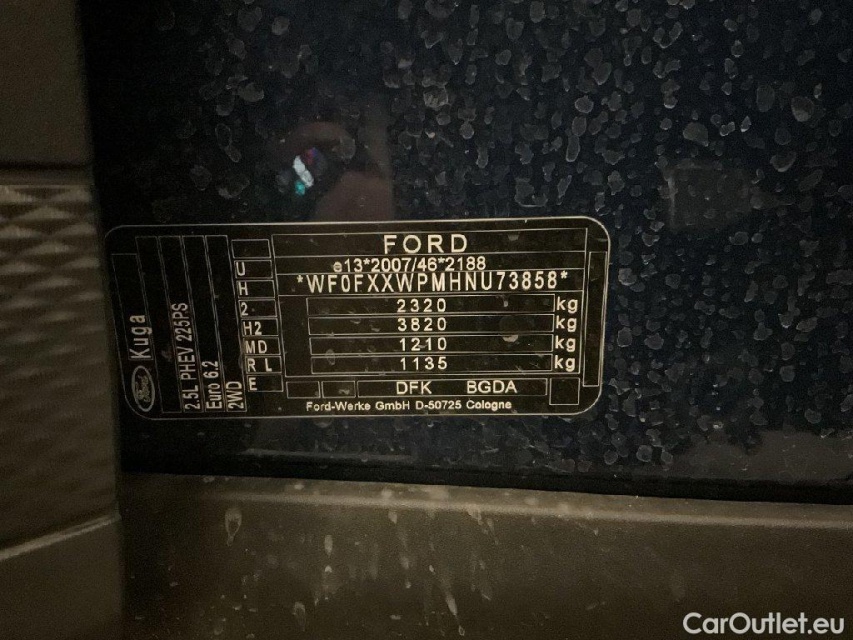 FORD
e13*2007/46*2188
*WF0FXXWPMHNU73858*
2320 kg
3820 kg
1210 kg
1135 kg
DFK BGDA
Ford-Werke GmbH D-50725 Cologne
U
H
2-
H2
MD
R L
E
Ford
Kuga
2.5L PHEV 225PS
Euro 6.2
2WD
CarOutlet.eu